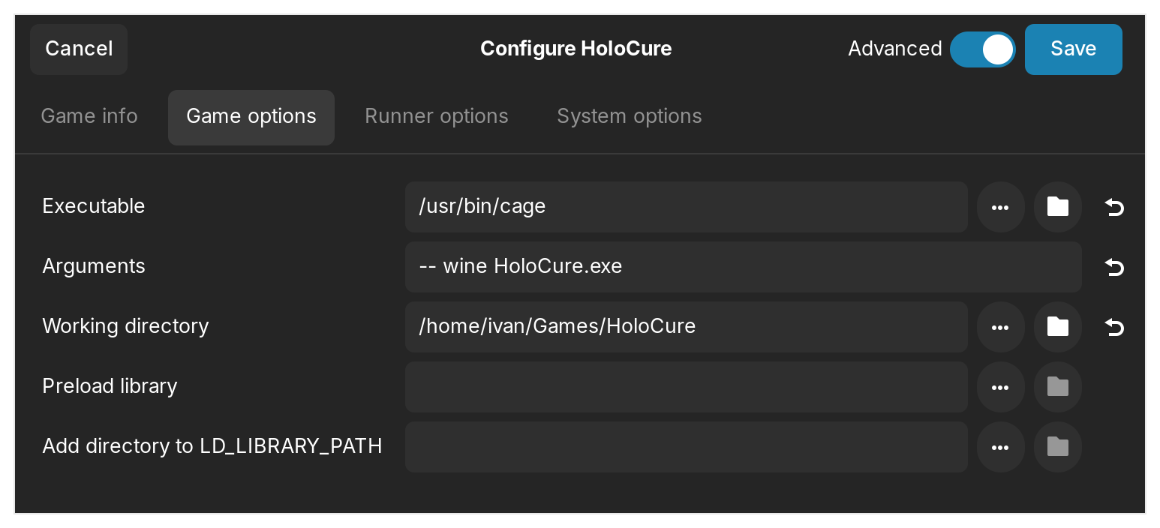 Cancel
Configure HoloCure
Advanced
Save
Game info
Game options
Runner options
System options
Executable
/usr/bin/cage
Arguments
-- wine HoloCure.exe
Working directory
/home/ivan/Games/HoloCure
Preload library
Add directory to LD_LIBRARY_PATH